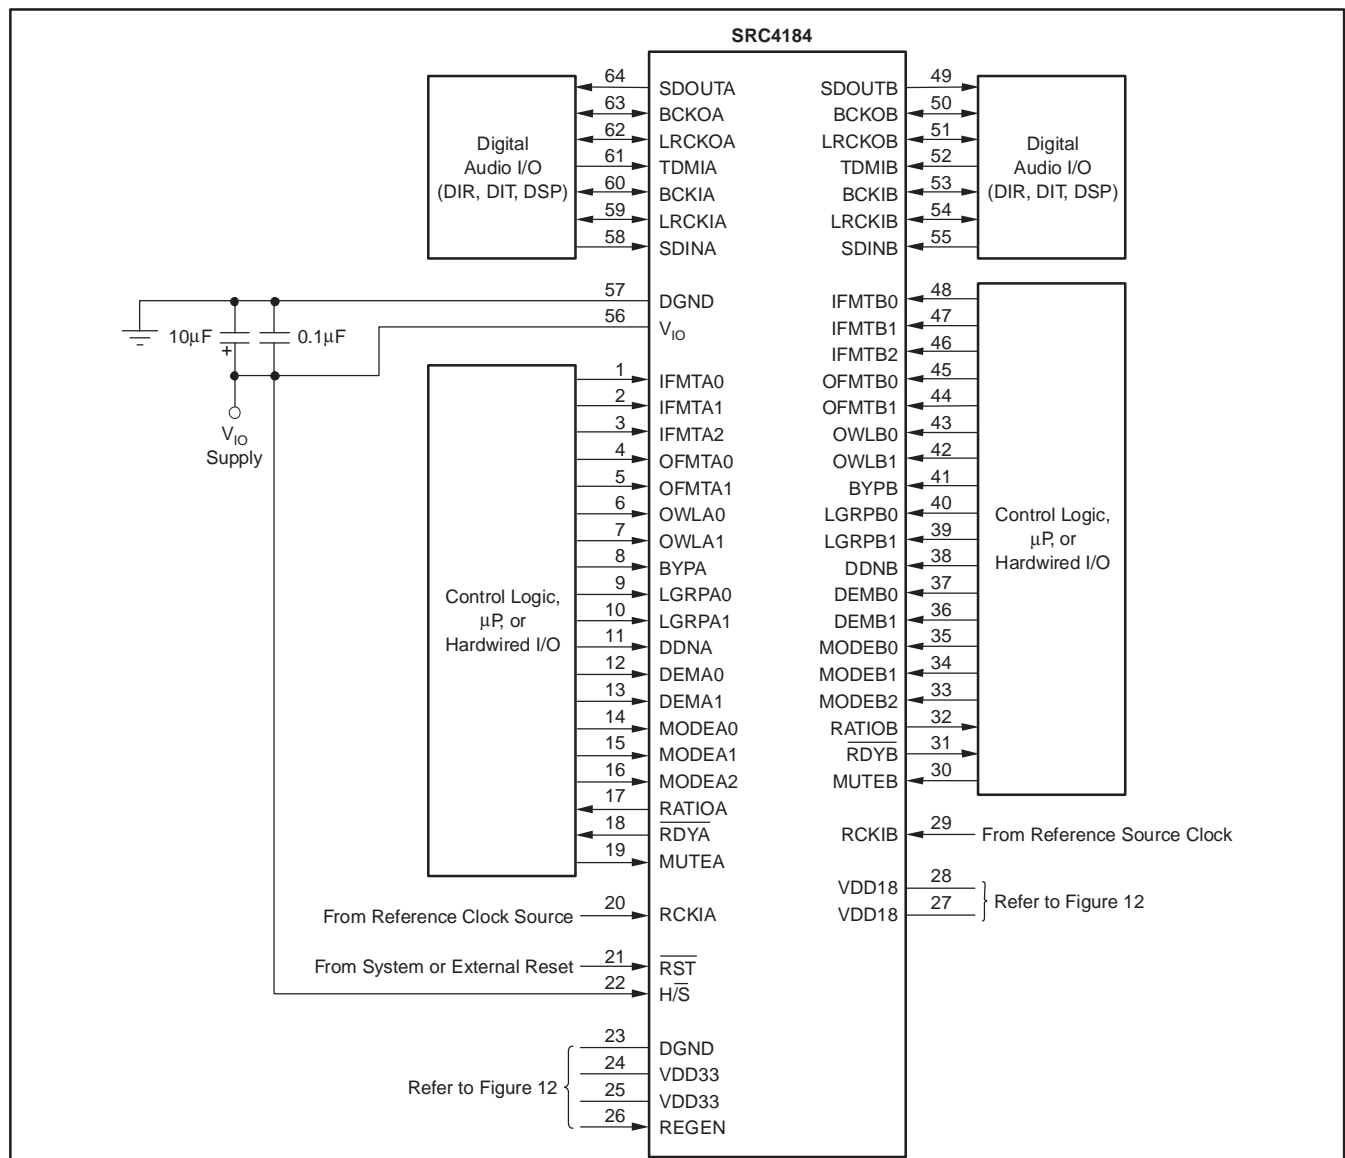 SRC4184
Digital
Audio I/O
(DIR, DIT, DSP)
64 SDOUTA
63 BCKOA
62 LRCKOA
61 TDMIA
60 BCKIA
59 LRCKIA
58 SDINA
57 DGND
56 VIO
10µF
+
0.1µF
VIO
Supply
Control Logic,
µP, or
Hardwired I/O
1 IFMTA0
2 IFMTA1
3 IFMTA2
4 OFMTA0
5 OFMTA1
6 OWLA0
7 OWLA1
8 BYPA
9 LGRPA0
10 LGRPA1
11 DDNA
12 DEMA0
13 DEMA1
14 MODEA0
15 MODEA1
16 MODEA2
17 RATIOA
18 RDYA
19 MUTEA
From Reference Clock Source 20 RCKIA
From System or External Reset 21 RST
22 H/S
Refer to Figure 12
23 DGND
24 VDD33
25 VDD33
26 REGEN
SDOUTB 49
BCKOB 50
LRCKOB 51
TDMIB 52
BCKIB 53
LRCKIB 54
SDINB 55
Digital
Audio I/O
(DIR, DIT, DSP)
IFMTB0 48
IFMTB1 47
IFMTB2 46
OFMTB0 45
OFMTB1 44
OWLB0 43
OWLB1 42
BYPB 41
LGRPB0 40
LGRPB1 39
DDNB 38
DEMB0 37
DEMB1 36
MODEB0 35
MODEB1 34
MODEB2 33
RATIOB 32
RDYB 31
MUTEB 30
Control Logic,
µP, or
Hardwired I/O
RCKIB 29 From Reference Source Clock
VDD18 28
VDD18 27
Refer to Figure 12